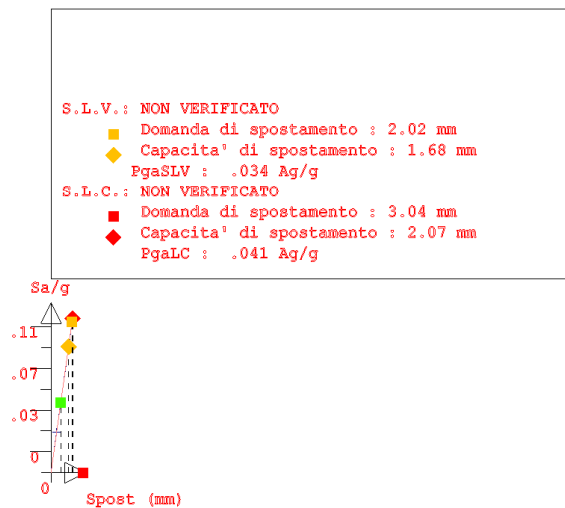 S.L.V.: NON VERIFICATO
Domanda di spostamento : 2.02 mm
Capacita' di spostamento : 1.68 mm
PgaSLV :  .034 Ag/g
S.L.C.: NON VERIFICATO
Domanda di spostamento : 3.04 mm
Capacita' di spostamento : 2.07 mm
PgaLC :  .041 Ag/g
Sa/g
.11
.07
.03
0
0
Spost (mm)